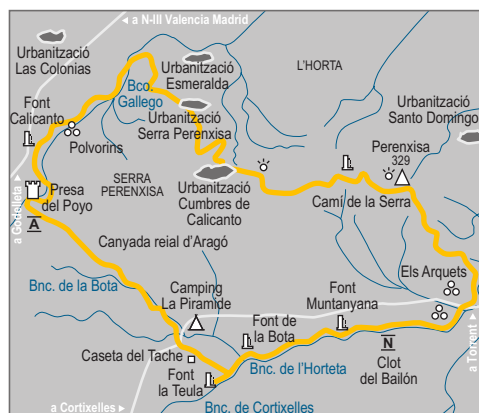 a N-III Valencia Madrid
Urbanització
Las Colonias
Urbanització
Esmeralda
L'HORTA
Bco.
Gallego
Font
Calicanto
Urbanització
Serra Perenxisa
Urbanització
Santo Domingo
Polvorins
Perenxisa
329
SERRA
PERENXISA
Urbanització
Cumbres de
Calicanto
Camí de la Serra
Presa
del Poyo
a Godelleta
A
Canyada reial d'Aragó
Els Arquets
Bnc. de la Bota
Camping
La Piramide
Font
Muntanyana
Font de
la Bota
a Torrent
Caseta del Tache
N
Clot
del Bailón
Font
la Teula
Bnc. de l'Horteta
a Cortixelles
Bnc. de Cortixelles